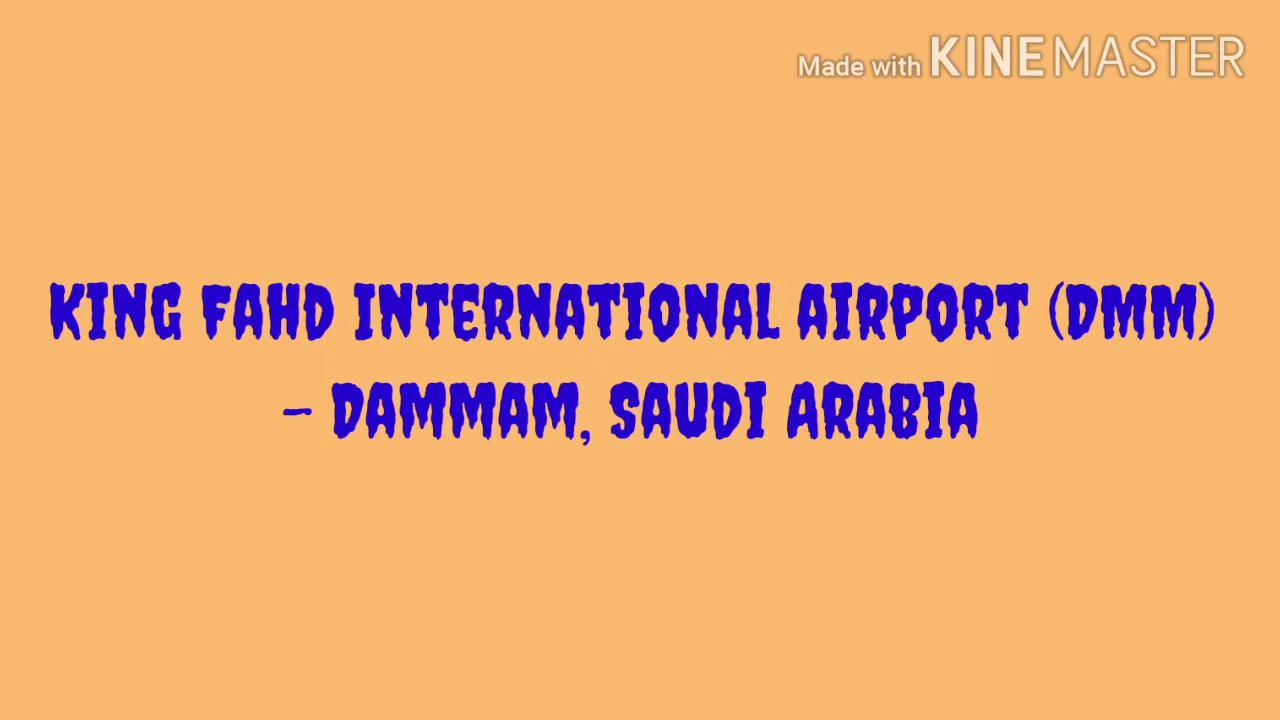 Made with KINEMASTER
KING FAHD INTERNATIONAL AIRPORT (DMM)
- DAMMAM, SAUDI ARABIA